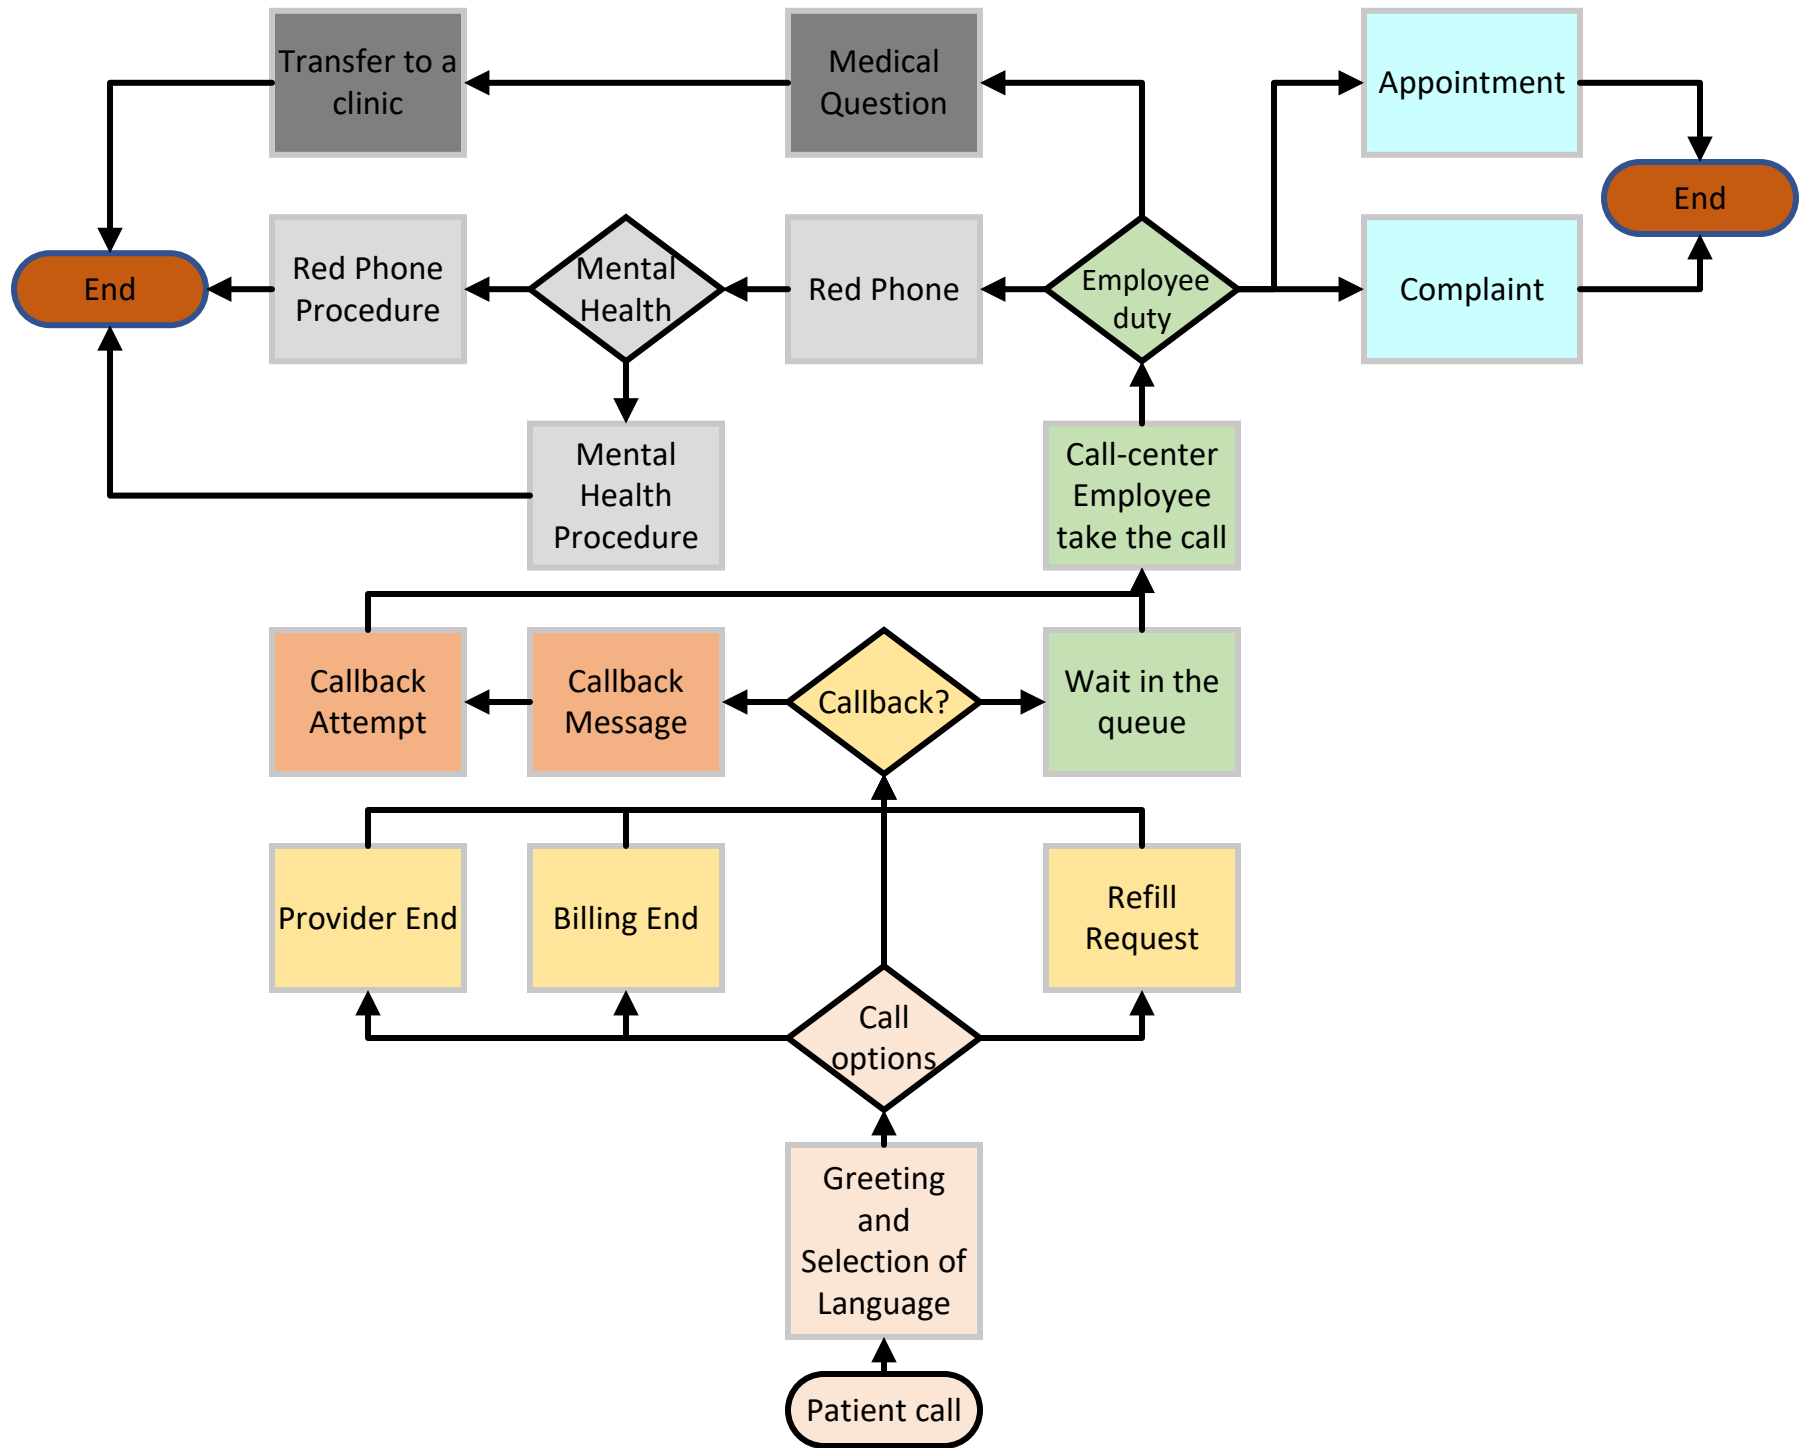 Transfer to a
clinic
Medical
Question
Appointment
End
End
Red Phone
Procedure
Mental
Health
Red Phone
Employee
duty
Complaint
Mental
Health
Procedure
Call-center
Employee
take the call
Callback
Attempt
Callback
Message
Callback?
Wait in the
queue
Provider End
Billing End
Refill
Request
Call
options
Greeting
and
Selection of
Language
Patient call